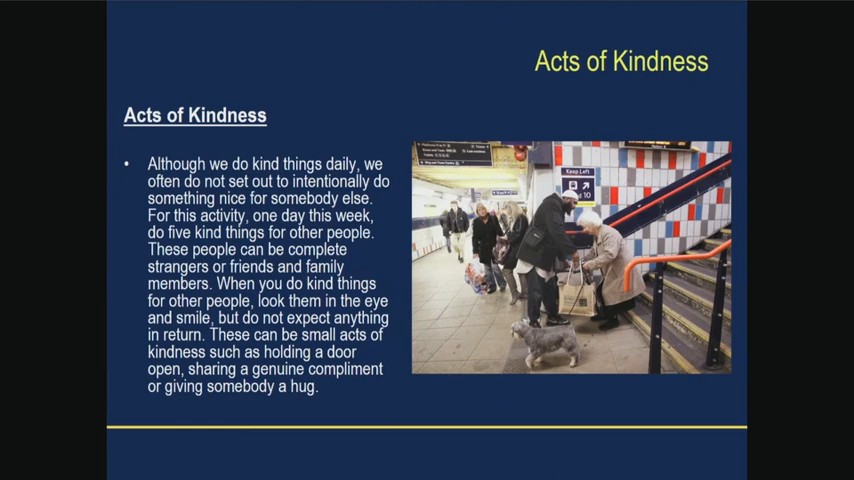 Acts of Kindness
Acts of Kindness
• Although we do kind things daily, we
often do not set out to intentionally do
something nice for somebody else.
For this activity, one day this week,
do five kind things for other people.
These people can be complete
strangers or friends and family
members. When you do kind things
for other people, look them in the eye
and smile, but do not expect anything
in return. These can be small acts of
kindness such as holding a door
open, sharing a genuine compliment
or giving somebody a hug.
Keep Left
10